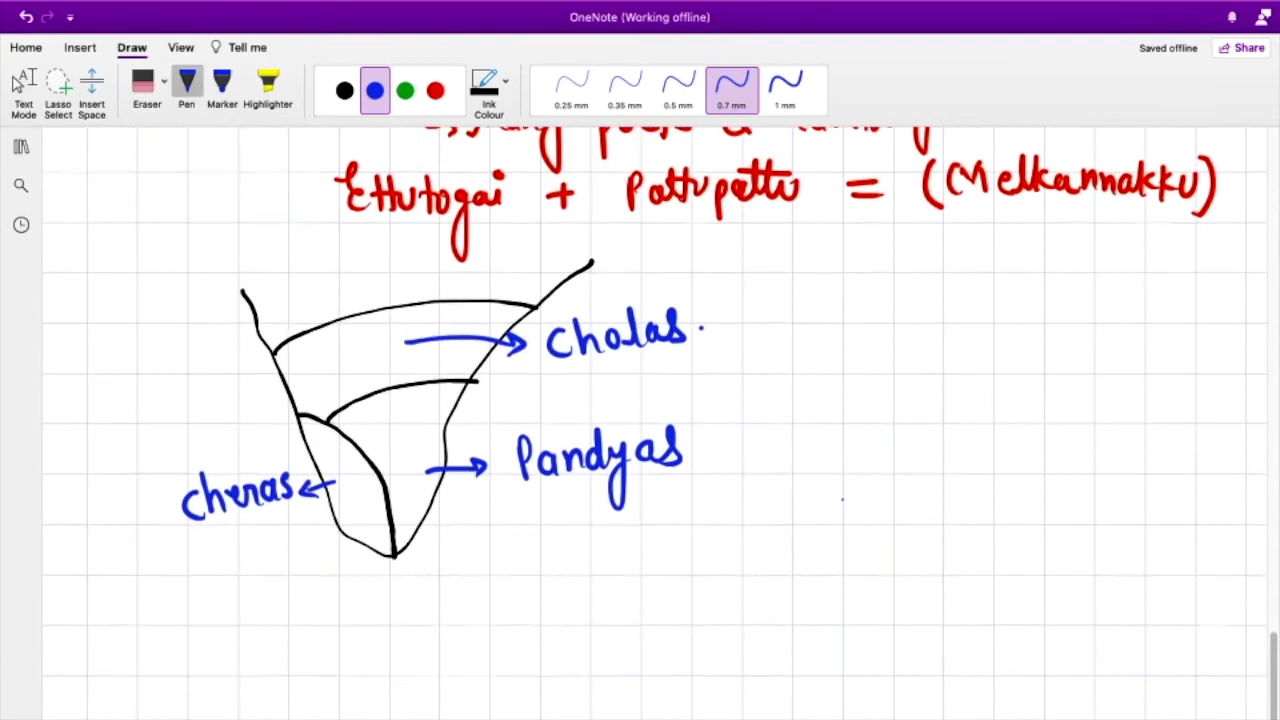 OneNote (Working offline)
Home Insert Draw View Tell me
Saved offline Share
Text Mode
Lasso Select
Insert Space
Eraser
Pen
Marker
Highlighter
Ink Colour
0.25 mm
0.35 mm
0.5 mm
0.7 mm
1 mm
Ettutogai + Pattupattu = (Melkannakku)
Cholas.
Pandyas
cheras